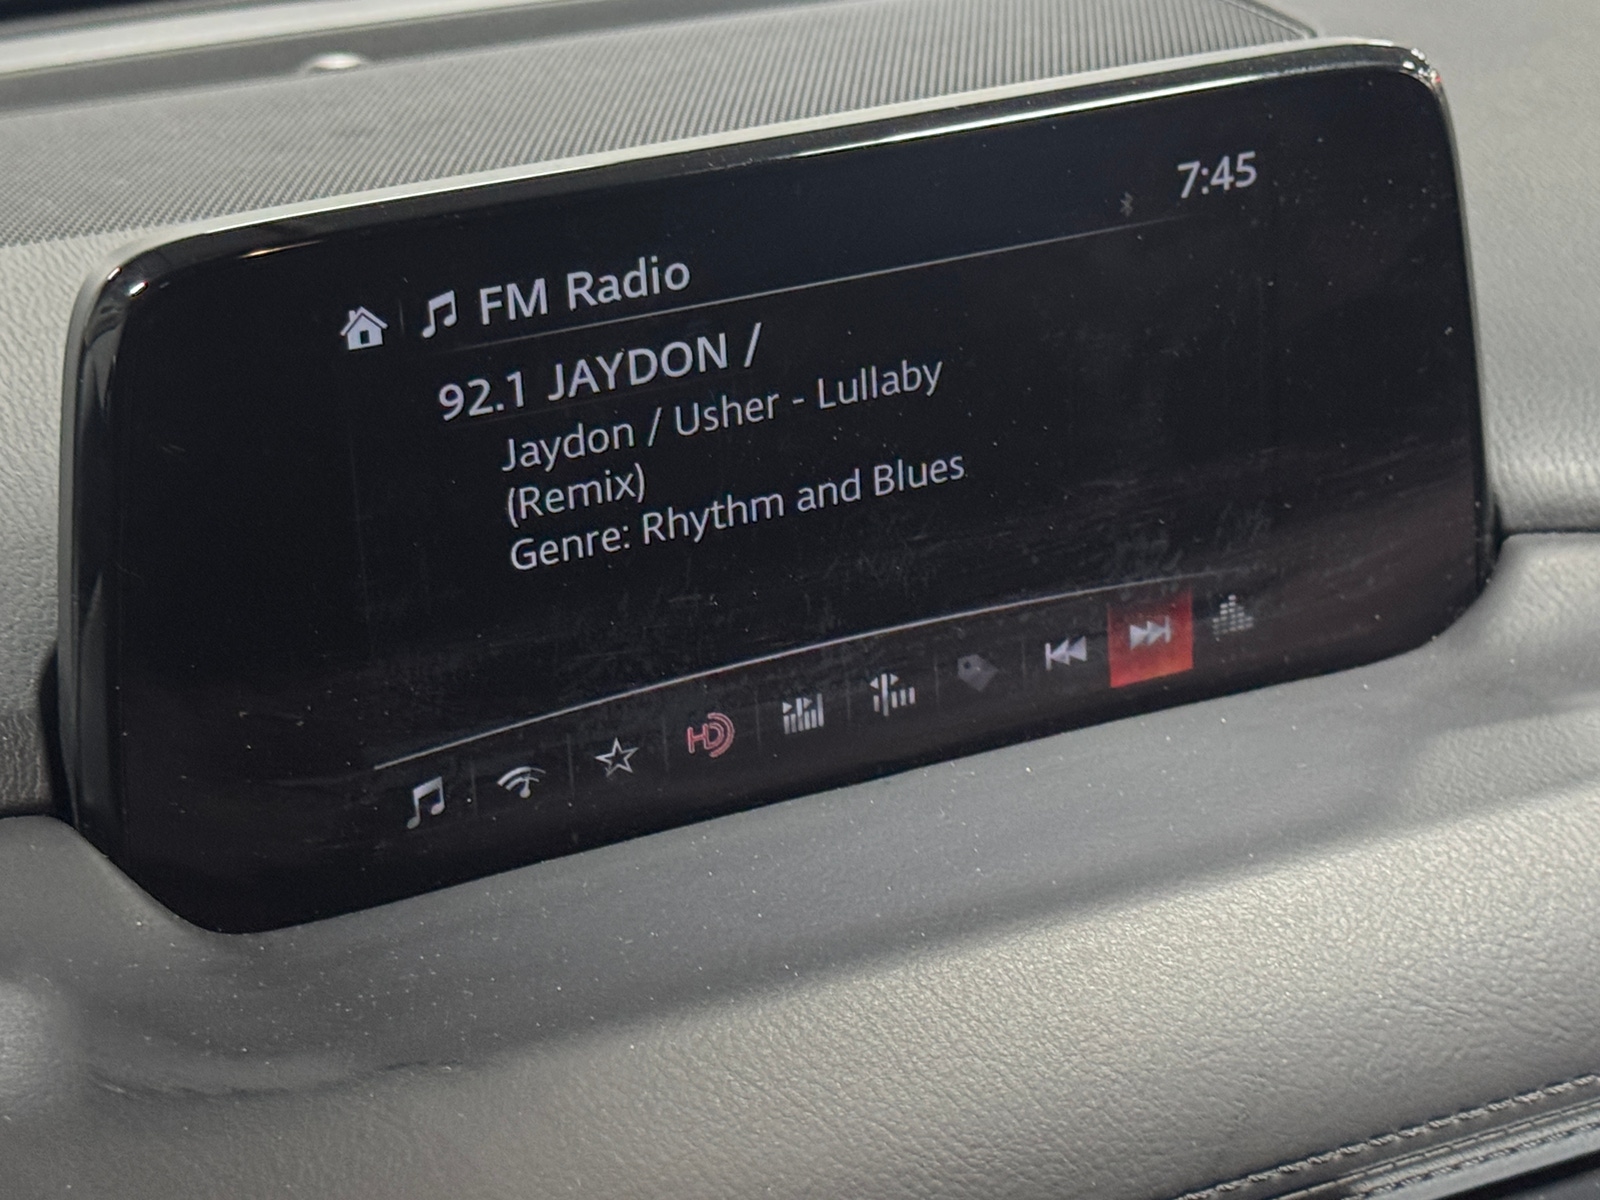 7:45
FM Radio
92.1 JAYDON /
Jaydon / Usher - Lullaby
(Remix)
Genre: Rhythm and Blues
HD